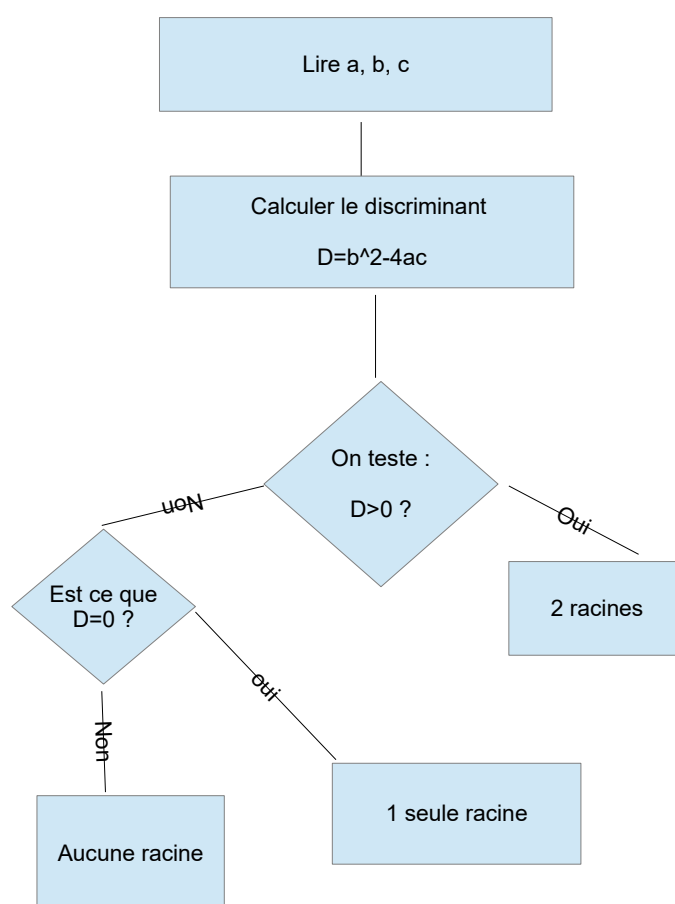 Lire a, b, c
Calculer le discriminant
D=b^2-4ac
On teste :
D>0 ?
Non
Oui
Est ce que
D=0 ?
2 racines
oui
Non
1 seule racine
Aucune racine